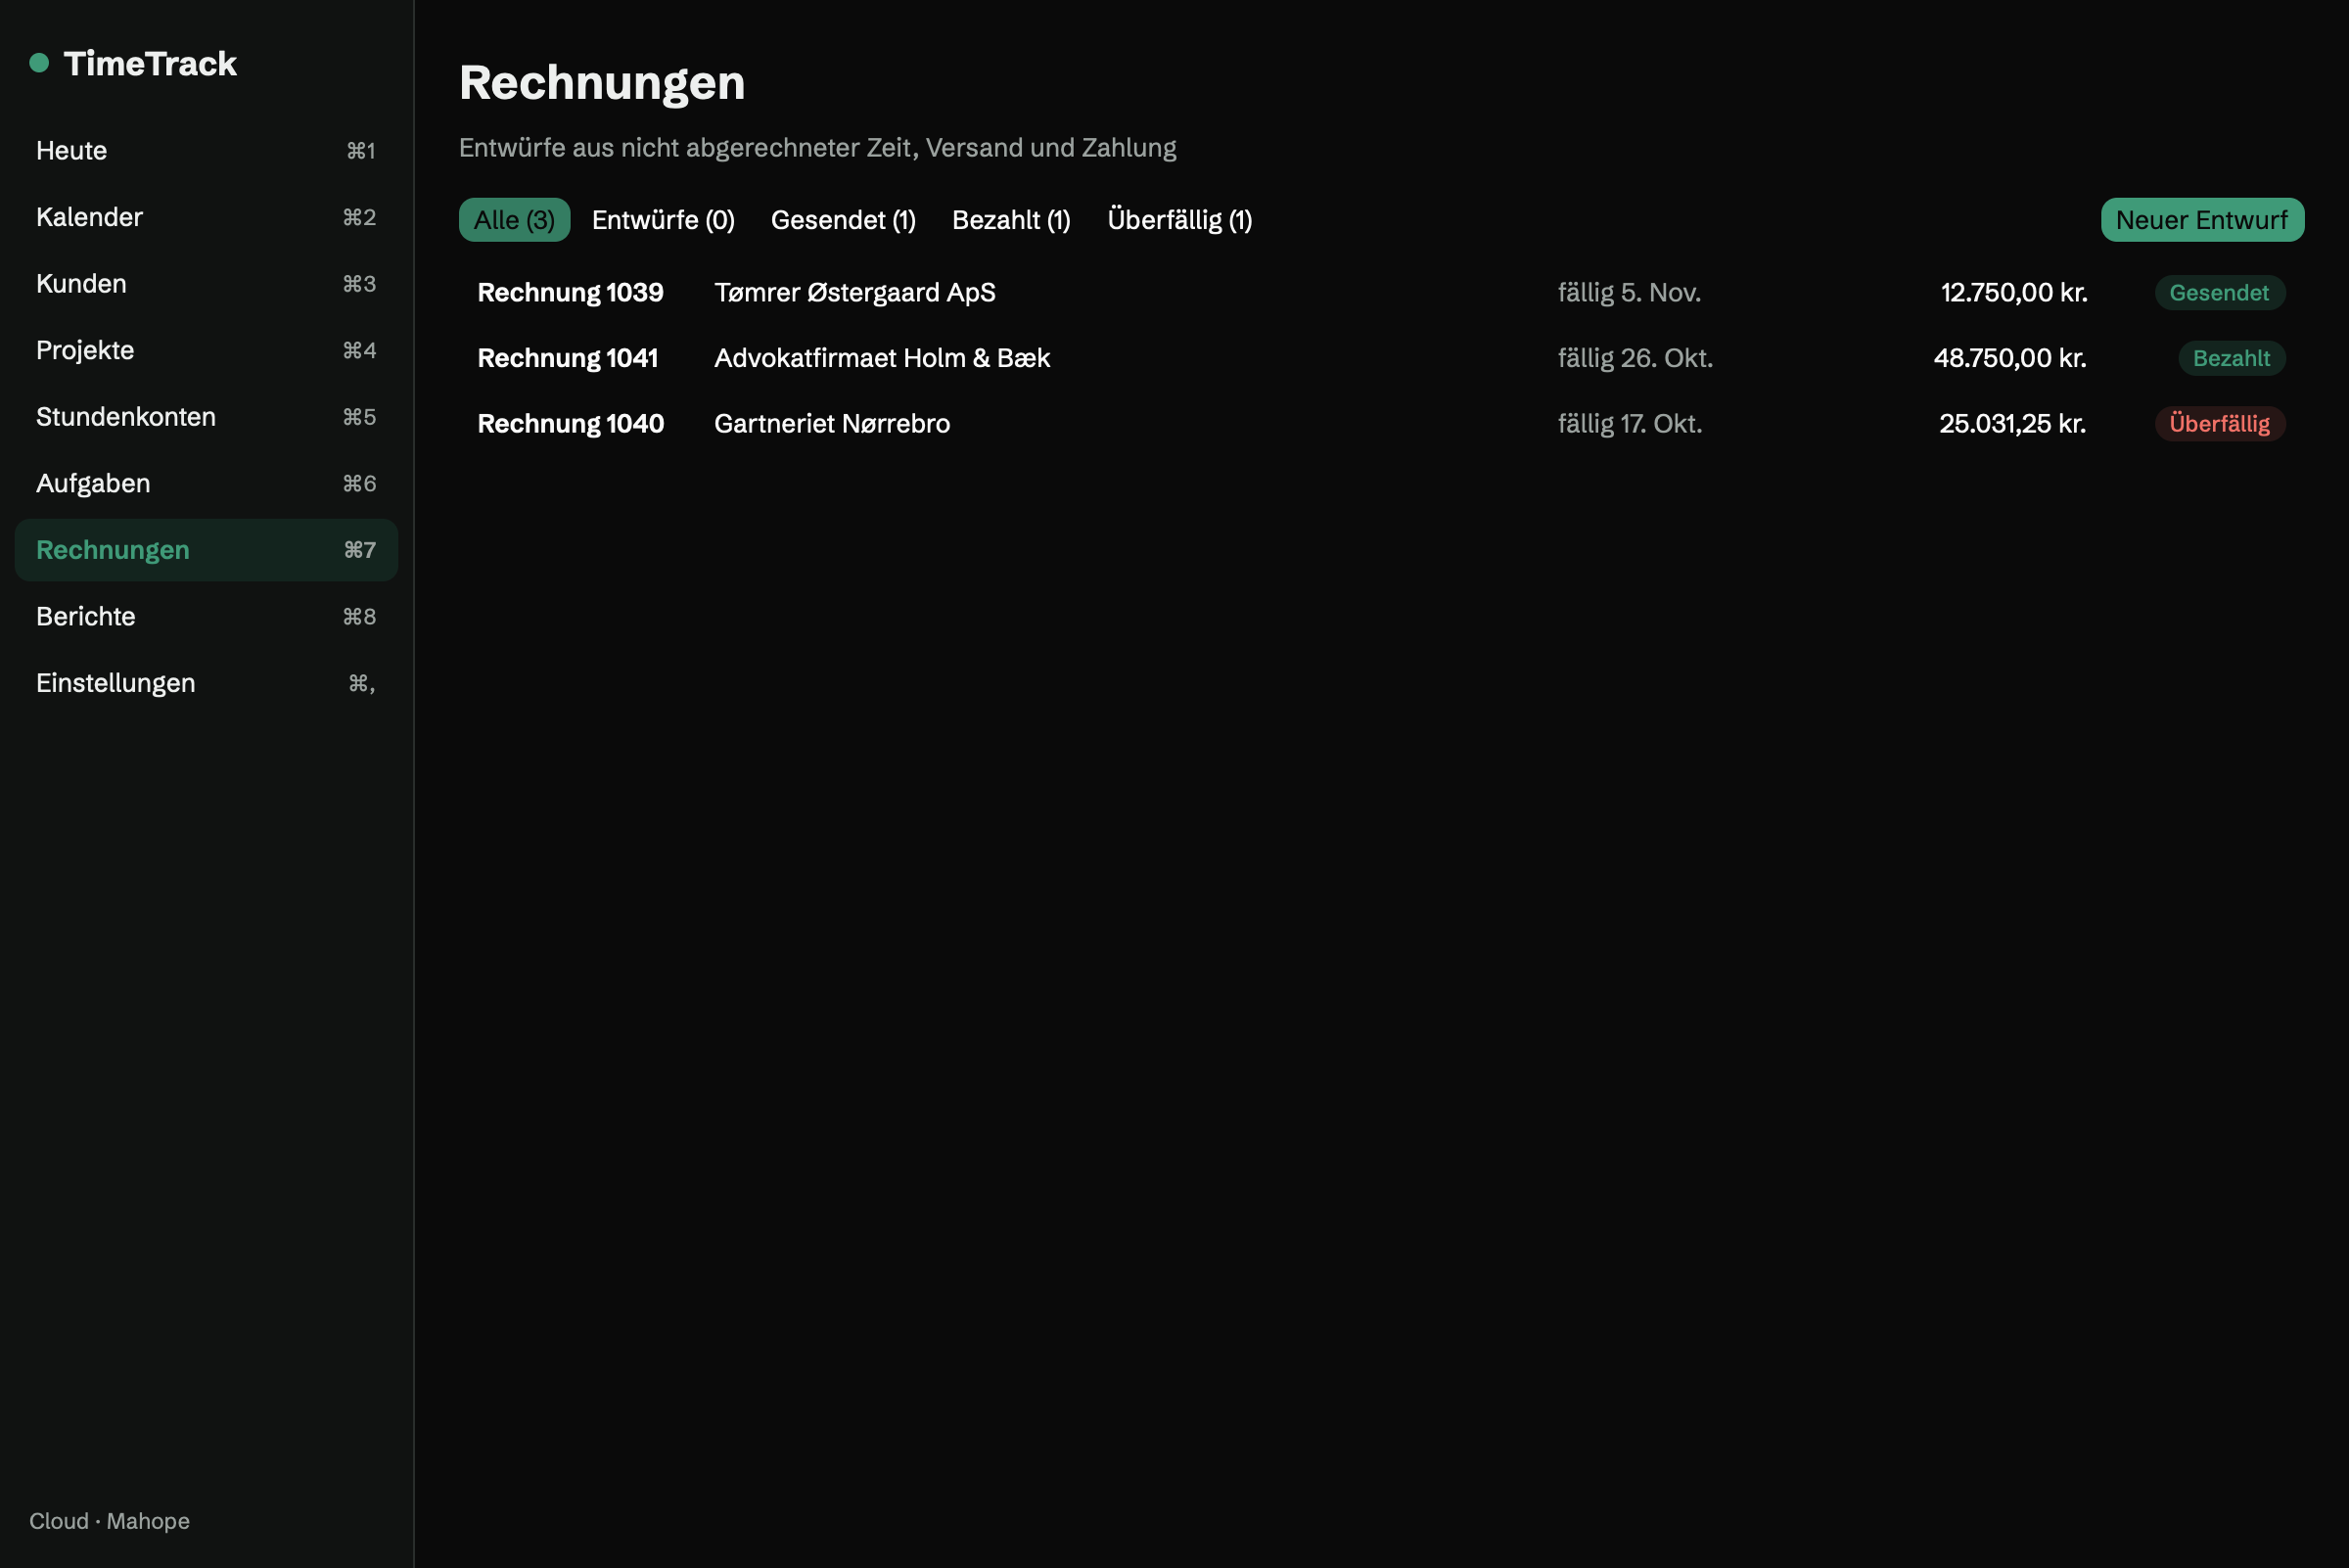 TimeTrack
Heute ⌘1
Kalender ⌘2
Kunden ⌘3
Projekte ⌘4
Stundenkonten ⌘5
Aufgaben ⌘6
Rechnungen ⌘7
Berichte ⌘8
Einstellungen ⌘,
Cloud · Mahope
Rechnungen
Entwürfe aus nicht abgerechneter Zeit, Versand und Zahlung
Alle (3) Entwürfe (0) Gesendet (1) Bezahlt (1) Überfällig (1) Neuer Entwurf
Rechnung 1039 Tømrer Østergaard ApS fällig 5. Nov. 12.750,00 kr. Gesendet
Rechnung 1041 Advokatfirmaet Holm & Bæk fällig 26. Okt. 48.750,00 kr. Bezahlt
Rechnung 1040 Gartneriet Nørrebro fällig 17. Okt. 25.031,25 kr. Überfällig